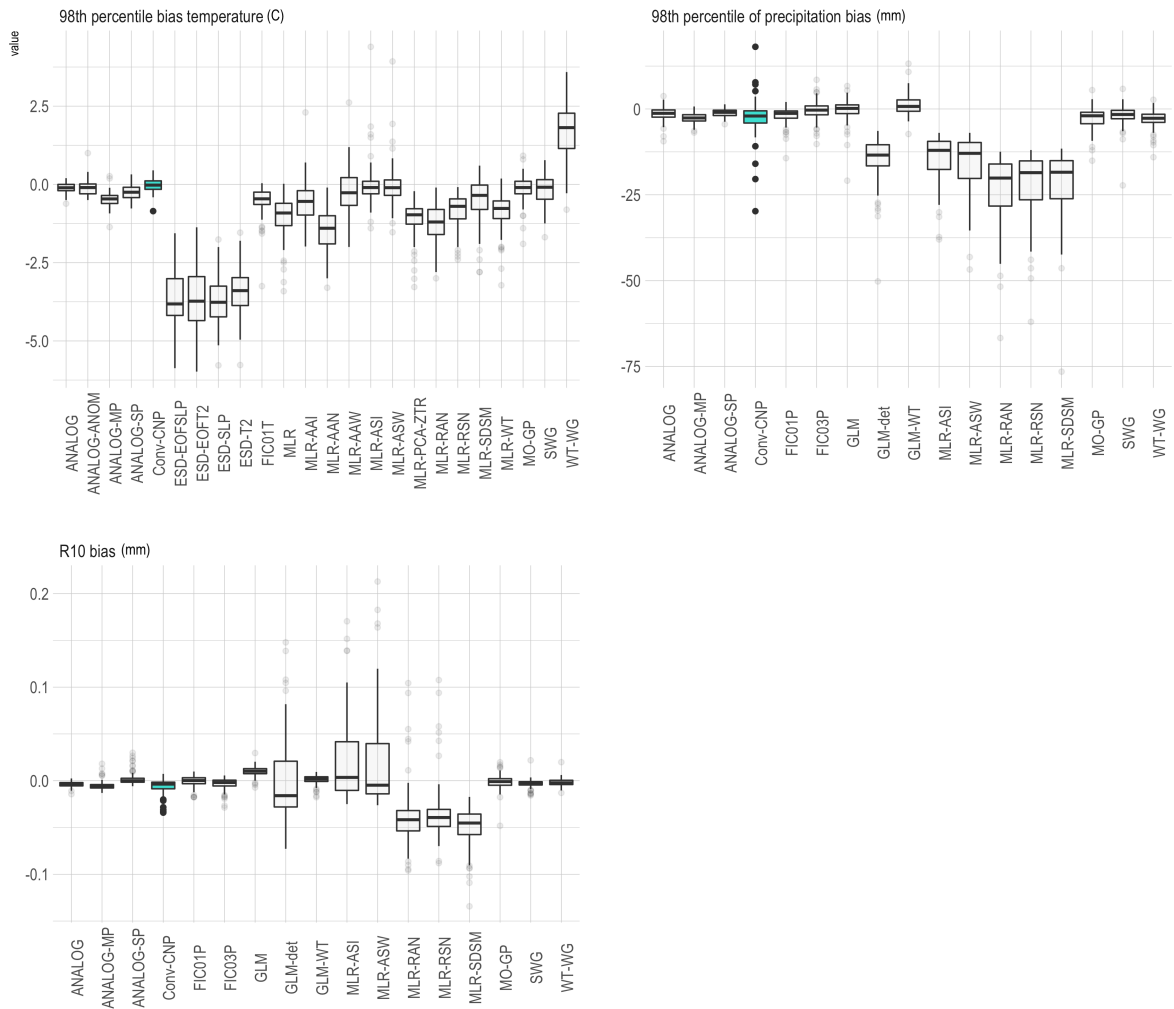 98th percentile bias temperature (C)
value
2.5
0.0
-2.5
-5.0
ANALOG
ANALOG-ANOM
ANALOG-MP
ANALOG-SP
Conv-CNP
ESD-EOFSLP
ESD-EOFT2
ESD-SLP
ESD-T2
FIC01T
MLR
MLR-AAI
MLR-AAN
MLR-AAW
MLR-ASI
MLR-ASW
MLR-PCA-ZTR
MLR-RAN
MLR-RSN
MLR-SDSM
MLR-WT
MO-GP
SWG
WT-WG
98th percentile of precipitation bias (mm)
0
-25
-50
-75
ANALOG
ANALOG-MP
ANALOG-SP
Conv-CNP
FIC01P
FIC03P
GLM
GLM-det
GLM-WT
MLR-ASI
MLR-ASW
MLR-RAN
MLR-RSN
MLR-SDSM
MO-GP
SWG
WT-WG
R10 bias (mm)
0.2
0.1
0.0
-0.1
ANALOG
ANALOG-MP
ANALOG-SP
Conv-CNP
FIC01P
FIC03P
GLM
GLM-det
GLM-WT
MLR-ASI
MLR-ASW
MLR-RAN
MLR-RSN
MLR-SDSM
MO-GP
SWG
WT-WG